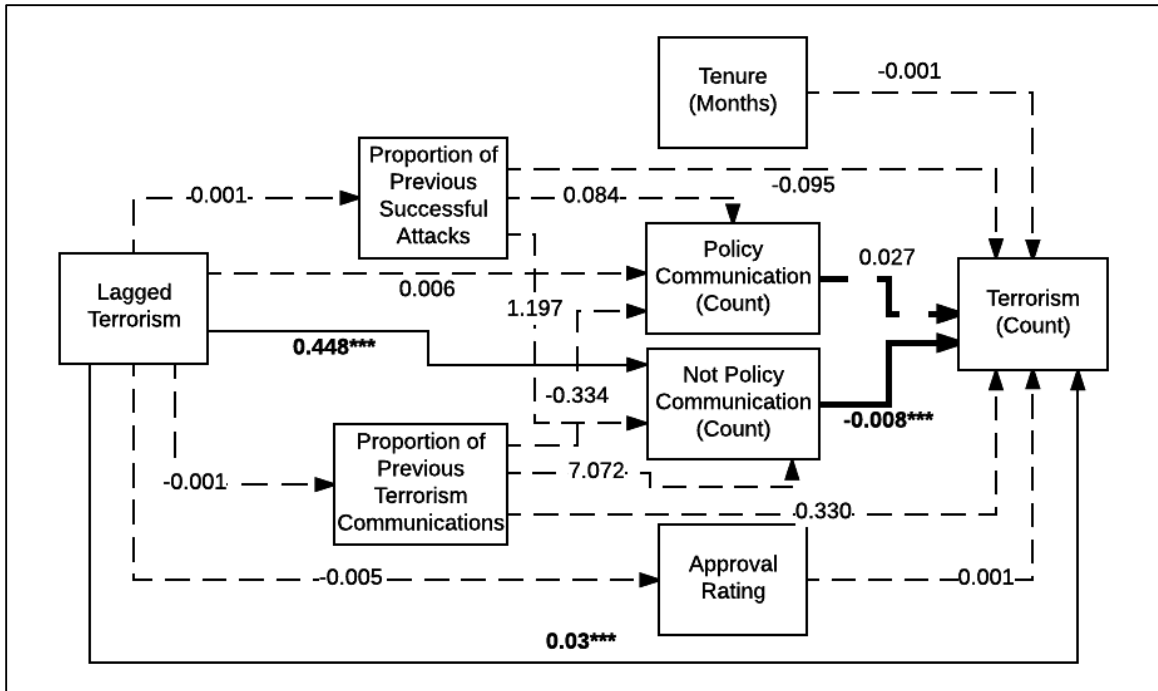 Tenure
(Months)
-0.001
Proportion of
Previous
Successful
Attacks
-0.001
0.084
-0.095
Policy
Communication
(Count)
0.027
Lagged
Terrorism
0.006
1.197
Terrorism
(Count)
0.448***
Not Policy
Communication
(Count)
-0.334
-0.008***
Proportion of
Previous
Terrorism
Communications
-0.001
7.072
0.330
Approval
Rating
-0.005
0.001
0.03***